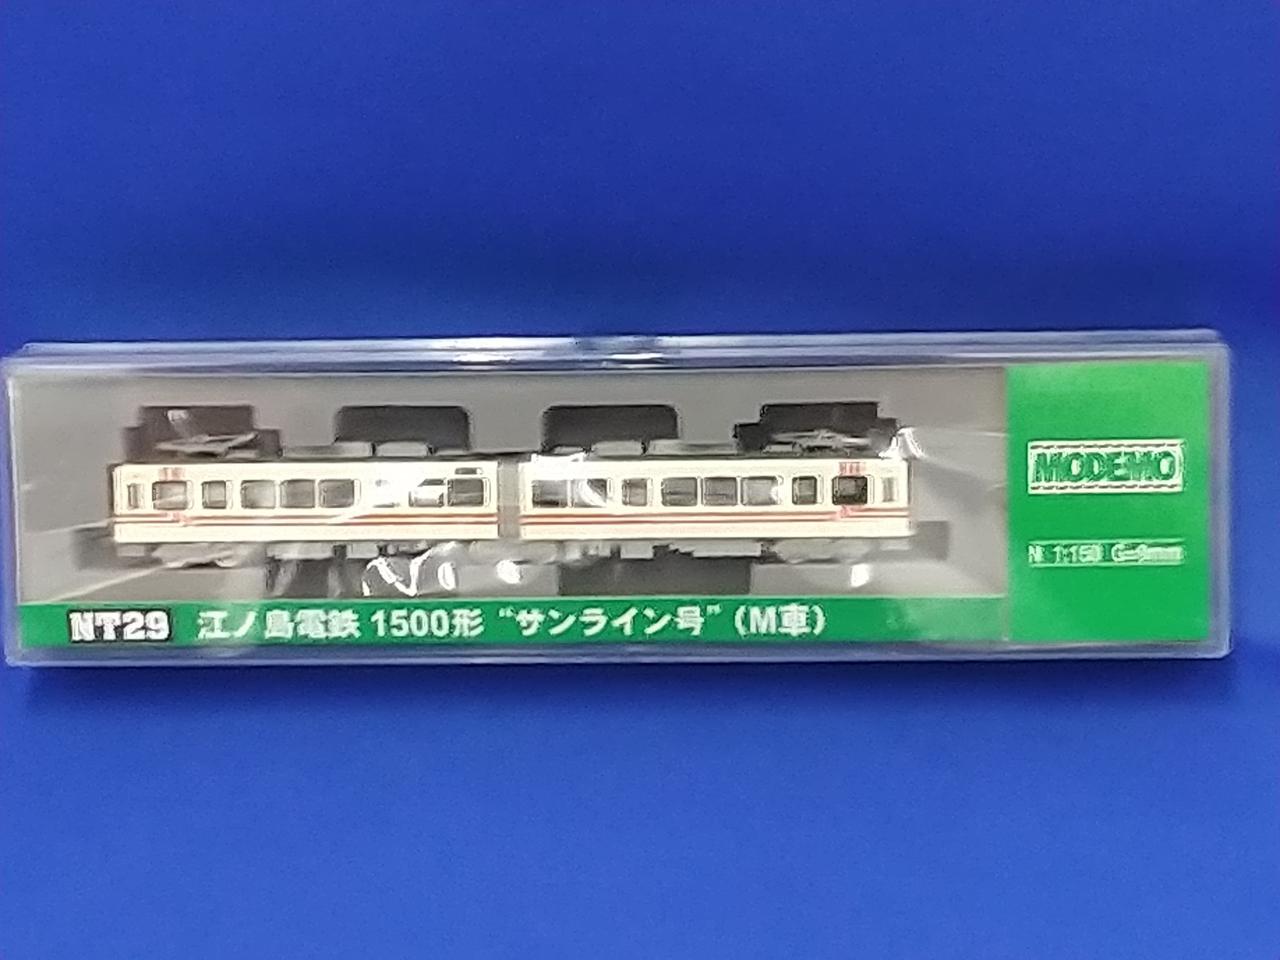 MODEMO
N 1:150 G=9mm
NT29 江ノ島電鉄 1500形 “サンライン号”（M車）